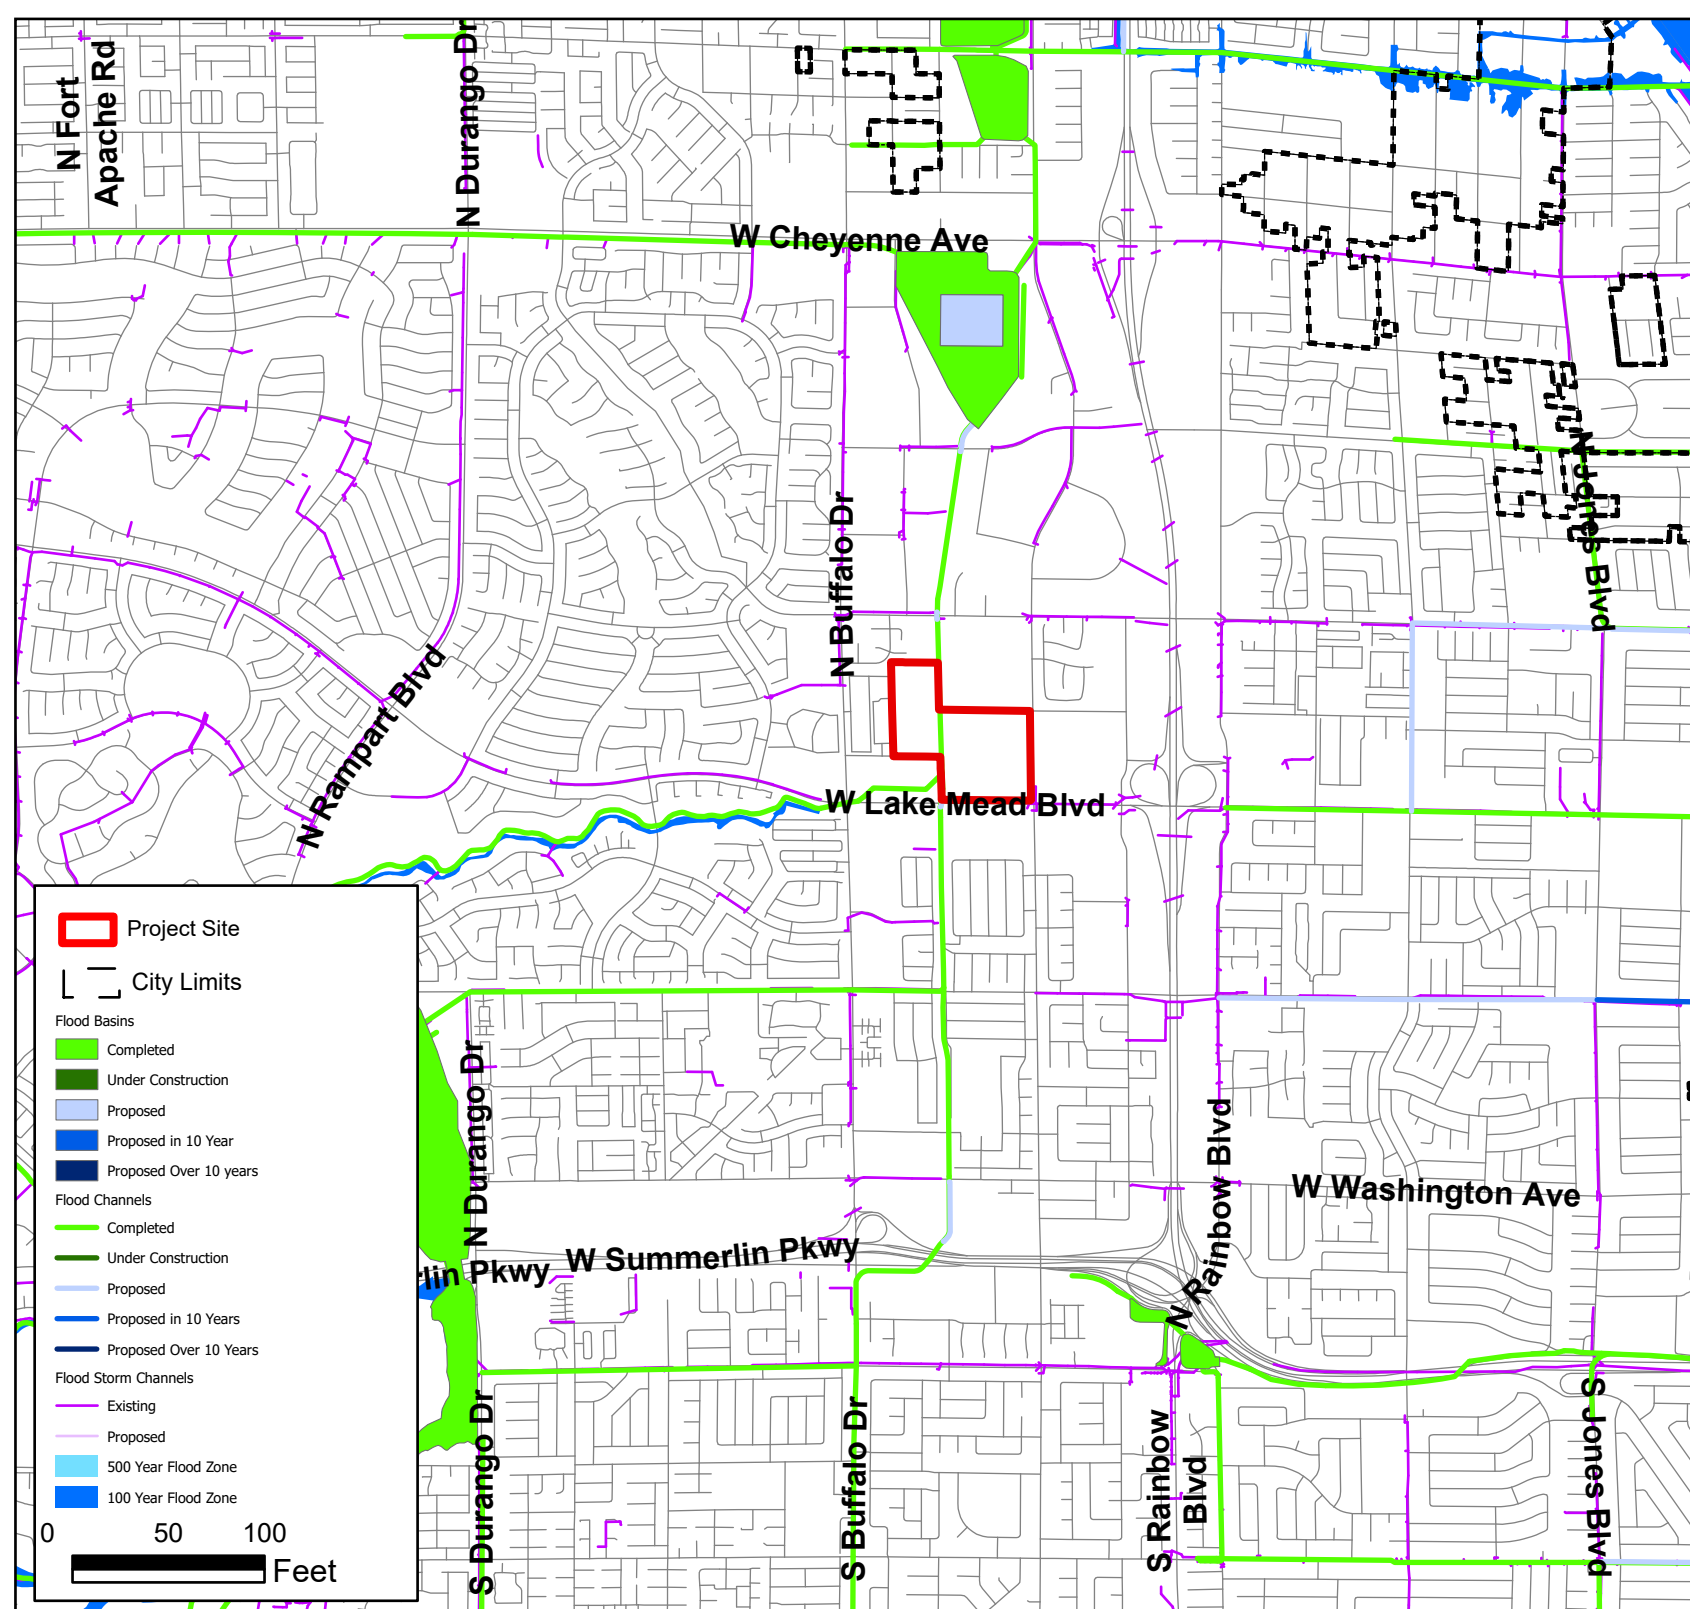 N Fort
Apache Rd
N Durango Dr
W Cheyenne Ave
N Buffalo Dr
N Jones Blvd
N Rampart Blvd
W Lake Mead Blvd
N Durango Dr
N Rainbow Blvd
W Washington Ave
rlin Pkwy
W Summerlin Pkwy
S Durango Dr
S Buffalo Dr
S Rainbow
Blvd
S Jones Blvd
Project Site
City Limits
Flood Basins
Completed
Under Construction
Proposed
Proposed in 10 Year
Proposed Over 10 years
Flood Channels
Completed
Under Construction
Proposed
Proposed in 10 Years
Proposed Over 10 Years
Flood Storm Channels
Existing
Proposed
500 Year Flood Zone
100 Year Flood Zone
0 50 100
Feet